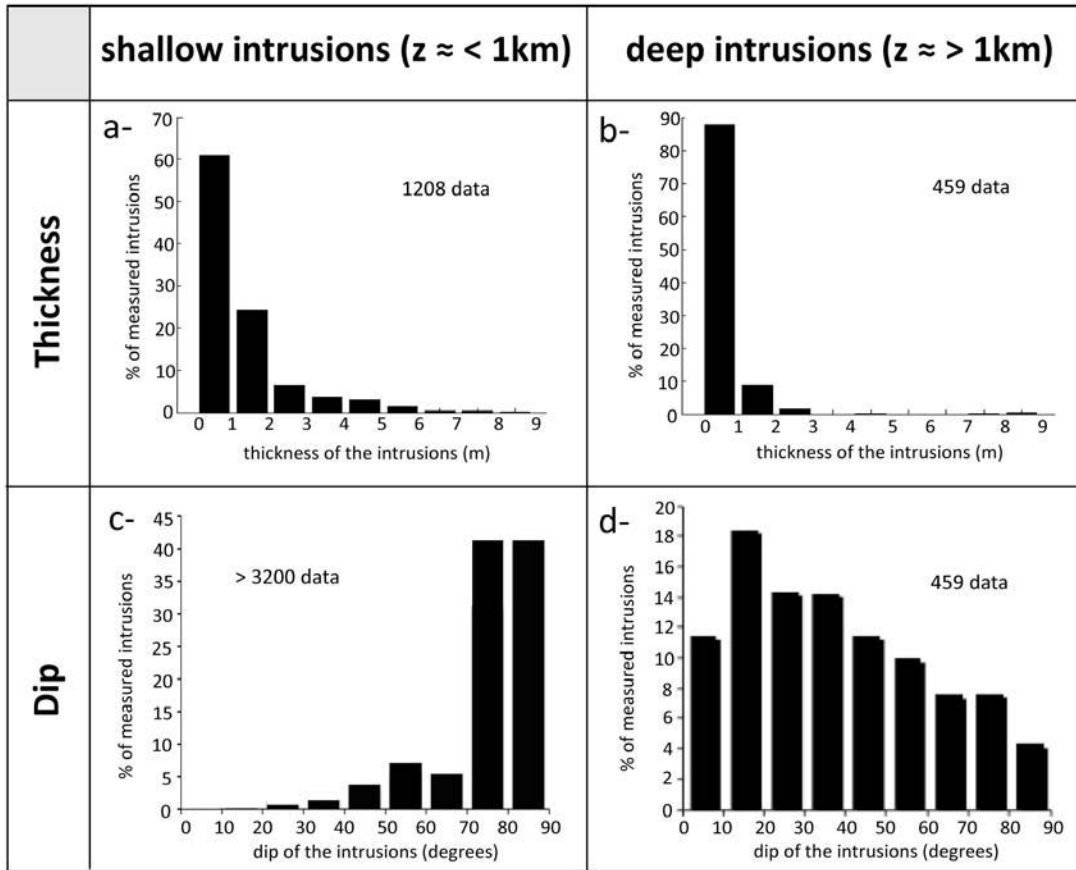 shallow intrusions (z ≈ < 1km)
deep intrusions (z ≈ > 1km)
Thickness
a-
70
60
50
40
30
20
10
0
% of measured intrusions
1208 data
0 1 2 3 4 5 6 7 8 9
thickness of the intrusions (m)
b-
90
80
70
60
50
40
30
20
10
0
% of measured intrusions
459 data
0 1 2 3 4 5 6 7 8 9
thickness of the intrusions (m)
Dip
c-
45
40
35
30
25
20
15
10
5
0
% of measured intrusions
> 3200 data
0 10 20 30 40 50 60 70 80 90
dip of the intrusions (degrees)
d-
20
18
16
14
12
10
8
6
4
2
0
% of measured intrusions
459 data
0 10 20 30 40 50 60 70 80 90
dip of the intrusions (degrees)